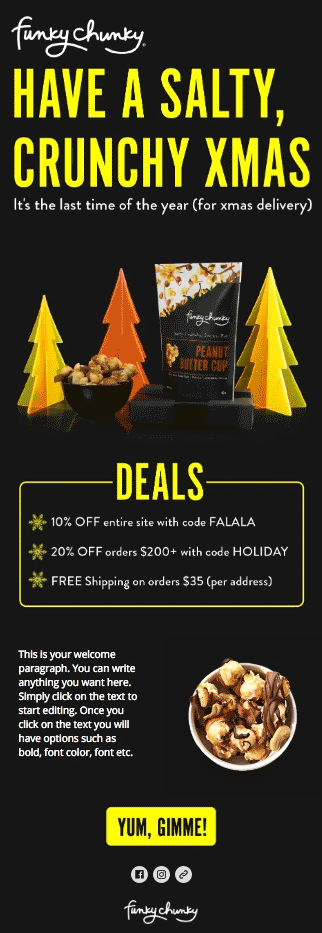 funky chunky
HAVE A SALTY,
CRUNCHY XMAS
It's the last time of the year (for xmas delivery)
funky chunky
PEANUT
BUTTER CUP
DEALS
10% OFF entire site with code FALALA
20% OFF orders $200+ with code HOLIDAY
FREE Shipping on orders $35 (per address)
This is your welcome
paragraph. You can write
anything you want here.
Simply click on the text to
start editing. Once you
click on the text you will
have options such as
bold, font color, font etc.
YUM, GIMME!
funky chunky